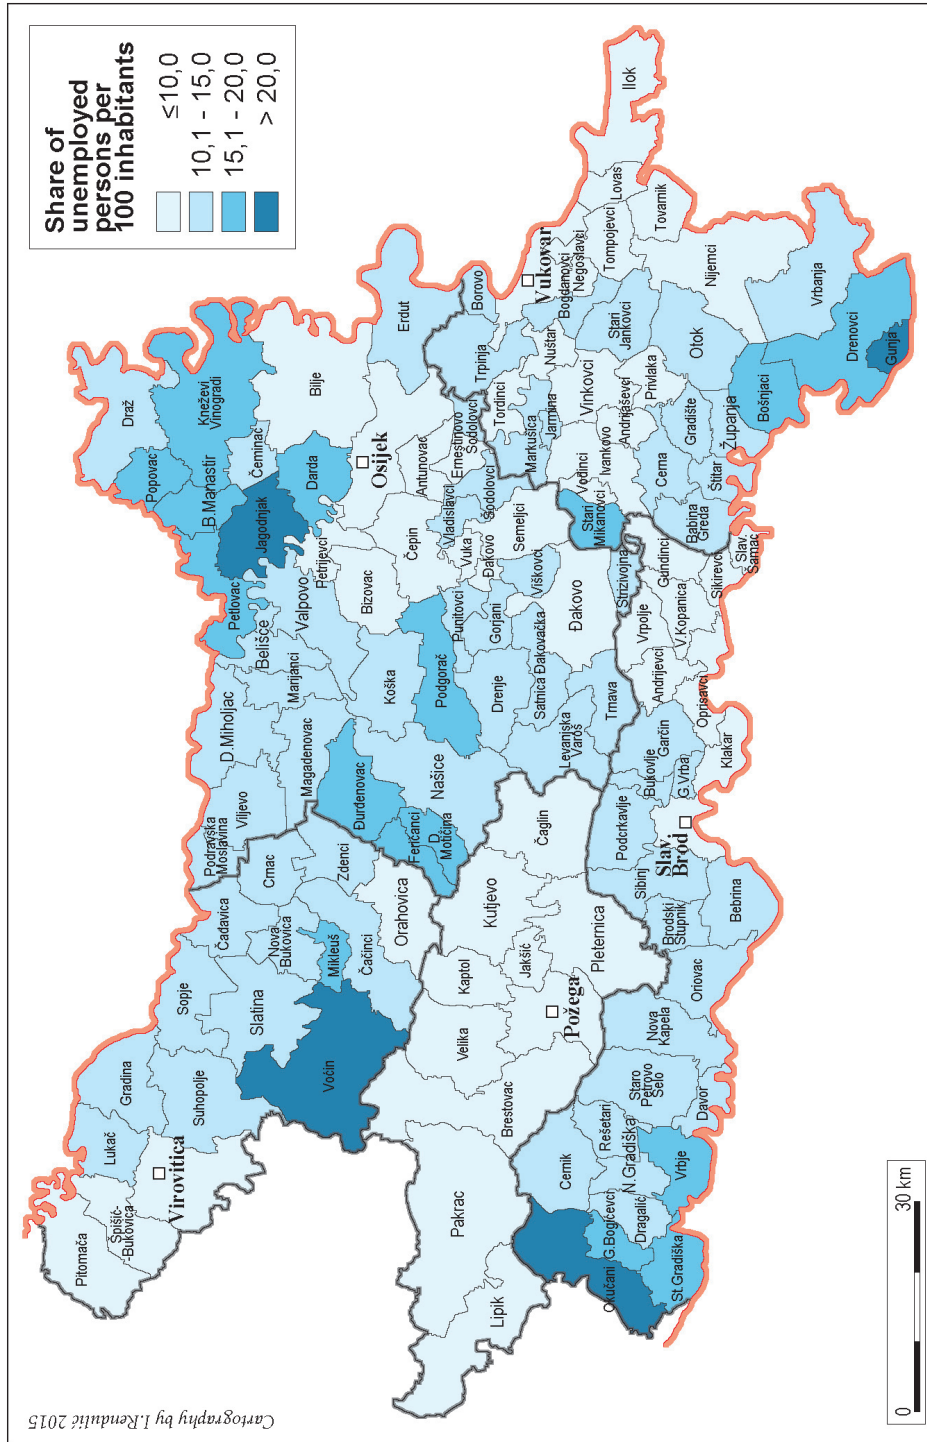 Share of
unemployed
persons per
100 inhabitants
≤10,0
10,1 - 15,0
15,1 - 20,0
> 20,0
Pitomača
Špišić-
-Bukovica
Virovitica
Lukač
Gradina
Suhopolje
Sopje
Slatina
Voćin
Čađavica
Nova
Bukovica
Mikleuš
Čačinci
Crnac
Zdenci
Orahovica
Podravska
Moslavina
Viljevo
D.Miholjac
Magadenovac
Marijanci
Belišće
Valpovo
Petlovac
B.Manastir
Popovac
Draž
Kneževi
Vinogradi
Čeminac
Jagodnjak
Darda
Bilje
Petrijevci
Bizovac
Osijek
Čepin
Antunovac
Erdut
Ernestinovo
Šodolovci
Vladislavci
Šodolovci
Vuka
Đakovo
Semeljci
Koška
Podgorač
Punitovci
Gorjani
Viškovci
Drenje
Satnica Đakovačka
Đakovo
Strizivojna
Levanjska
Varoš
Trnava
Našice
Đurđenovac
Feričanci
D.
Motičina
Borovo
Trpinja
Vukovar
Bogdanovci
Negoslavci
Tompojevci
Lovas
Ilok
Tovarnik
Nijemci
Nuštar
Tordinci
Markušica
Jarmina
Vinkovci
Stari
Jankovci
Otok
Privlaka
Andrijaševci
Ivankovo
Vođinci
Stari
Mikanovci
Cerna
Gradište
Županja
Štitar
Babina
Greda
Bošnjaci
Vrbanja
Drenovci
Gunja
Pakrac
Lipik
Brestovac
Velika
Kaptol
Jakšić
Požega
Kutjevo
Čaglin
Pleternica
Okučani
G.Bogićevci
St.Gradiška
Dragalić
Cernik
N.Gradiška
Rešetari
Vrbje
Staro
Petrovo
Selo
Davor
Nova
Kapela
Oriovac
Brodski
Stupnik
Bebrina
Sibinj
Podcrkavlje
Slav.
Brod
Bukovlje
Garčin
G.Vrba
Klakar
Oprisavci
Andrijevci
Vrpolje
V.Kopanica
Gundinci
Sikirevci
Slav.
Šamac
0
30 km
Cartography by I.Rendulić 2015